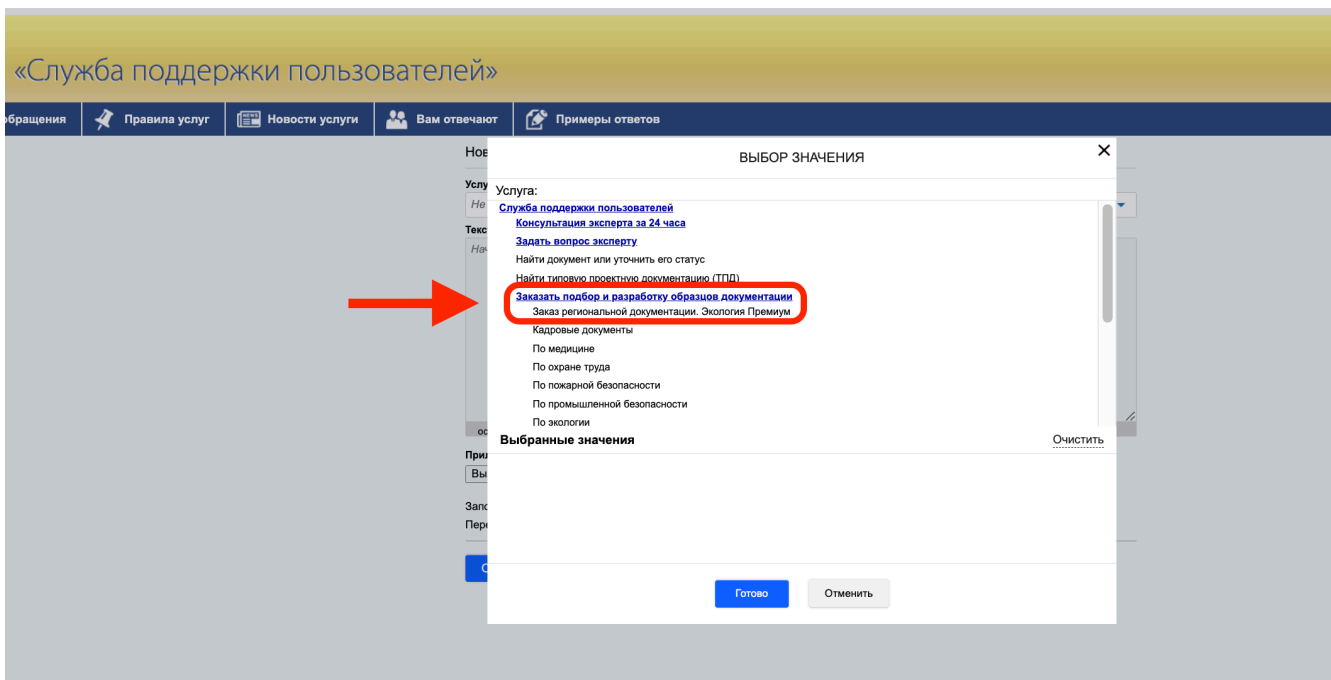 «Служба поддержки пользователей»
обращения Правила услуг NEWS Новости услуги Вам отвечают Примеры ответов
ВЫБОР ЗНАЧЕНИЯ
Услуга:
Не
Служба поддержки пользователей
Консультация эксперта за 24 часа
Задать вопрос эксперту
Найти документ или уточнить его статус
Найти типовую проектную документацию (ТПД)
Заказать подбор и разработку образцов документации
Заказ региональной документации. Экология Премиум
Кадровые документы
По медицине
По охране труда
По пожарной безопасности
По промышленной безопасности
По экологии
Выбранные значения Очистить
Готово Отменить